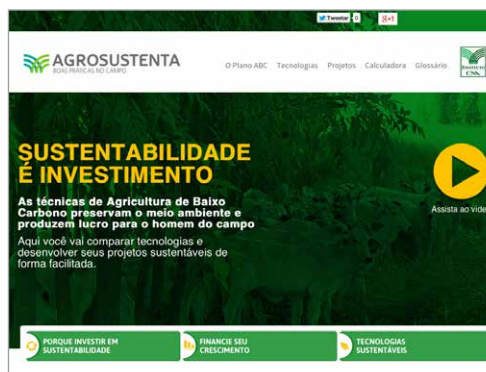 Tweetar 0 g+1
AGROSUSTENTA
BOAS PRÁTICAS NO CAMPO
O Plano ABC Tecnologias Projetos Calculadora Glossário
CNA
SUSTENTABILIDADE
É INVESTIMENTO
As técnicas de Agricultura de Baixo
Carbono preservam o meio ambiente e
produzem lucro para o homem do campo
Aqui você vai comparar tecnologias e
desenvolver seus projetos sustentáveis de
forma facilitada.
Assista ao vide
PORQUE INVESTIR EM
SUSTENTABILIDADE
FINANCIE SEU
CRESCIMENTO
TECNOLOGIAS
SUSTENTÁVEIS